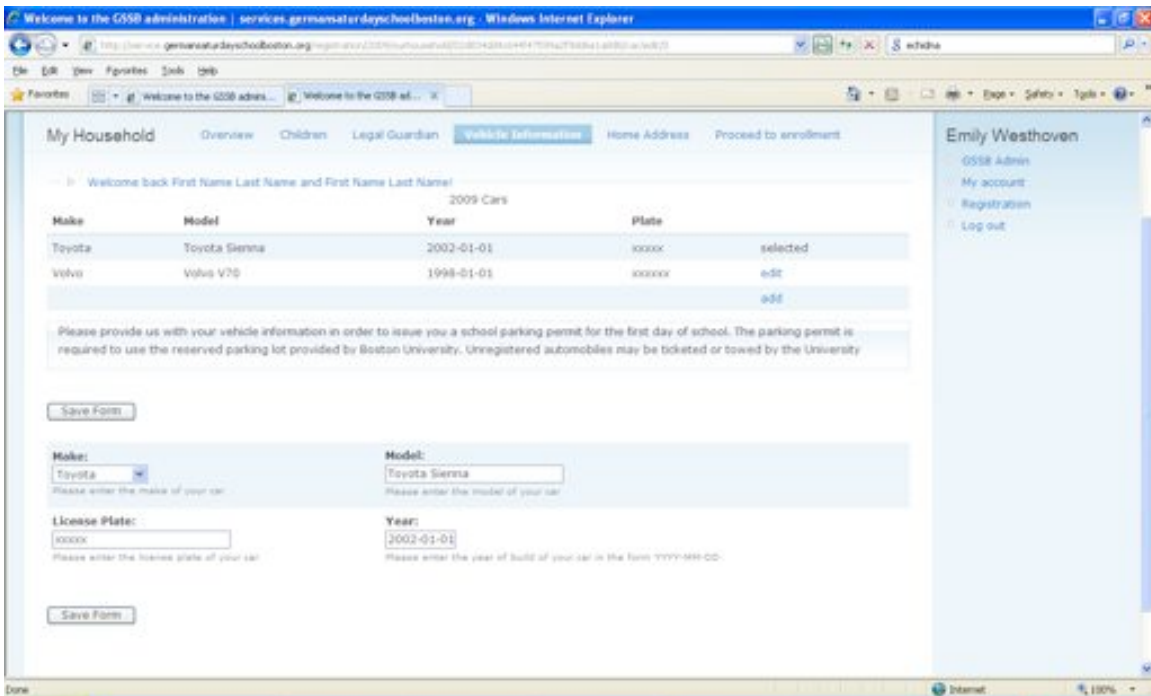 Welcome to the GSSB administration | services.germansaturdayschoolboston.org - Windows Internet Explorer
germansaturdayschoolboston.org
File Edit View Favorites Tools Help
Favorites Welcome to the GSSB admini... Welcome to the GSSB ad... X Page Safety Tools
My Household Overview Children Legal Guardian Vehicle Information Home Address Proceed to enrollment
Emily Westhoven
GSSB Admin
My account
Registration
Log out
Welcome back First Name Last Name and First Name Last Name!
2009 Cars
Make Model Year Plate
Toyota Toyota Sienna 2002-01-01 xxxxx selected
Volvo Volvo V70 1998-01-01 xxxxxx edit
add
Please provide us with your vehicle information in order to issue you a school parking permit for the first day of school. The parking permit is
required to use the reserved parking lot provided by Boston University. Unregistered automobiles may be ticketed or towed by the University
Save Form
Make: Model:
Toyota Toyota Sienna
Please enter the make of your car Please enter the model of your car
License Plate: Year:
xxxxx 2002-01-01
Please enter the license plate of your car Please enter the year of build of your car in the form YYYY-MM-DD.
Save Form
Done Internet 100%